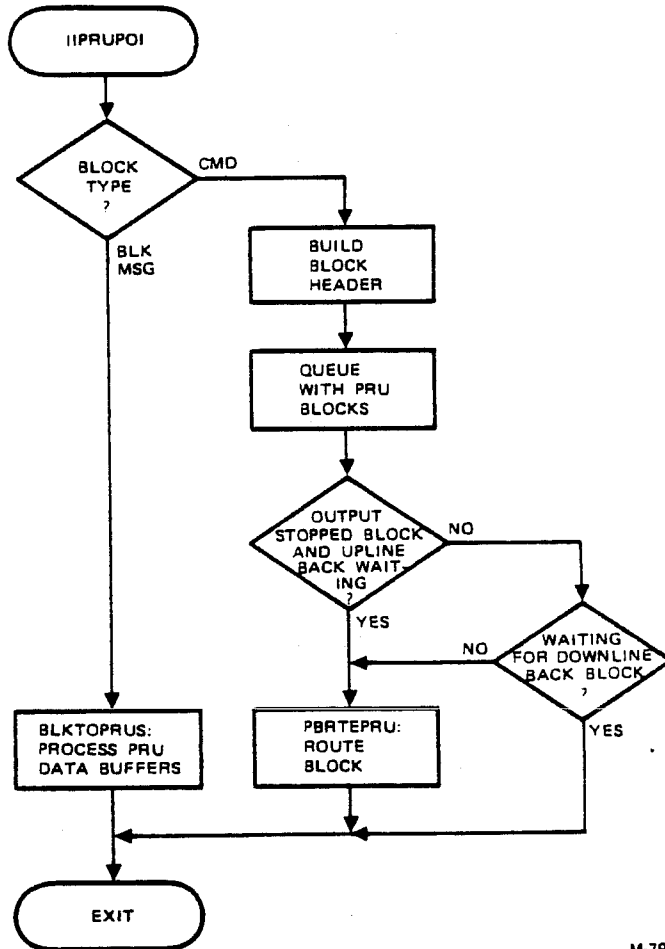 IIPRUPOI
BLOCK
TYPE
?
CMD
BLK
MSG
BUILD
BLOCK
HEADER
QUEUE
WITH PRU
BLOCKS
OUTPUT
STOPPED BLOCK
AND UPLINE
BACK WAIT-
ING
?
NO
YES
WAITING
FOR DOWNLINE
BACK BLOCK
?
NO
YES
BLKTOPRUS:
PROCESS PRU
DATA BUFFERS
PBRTEPRU:
ROUTE
BLOCK
EXIT